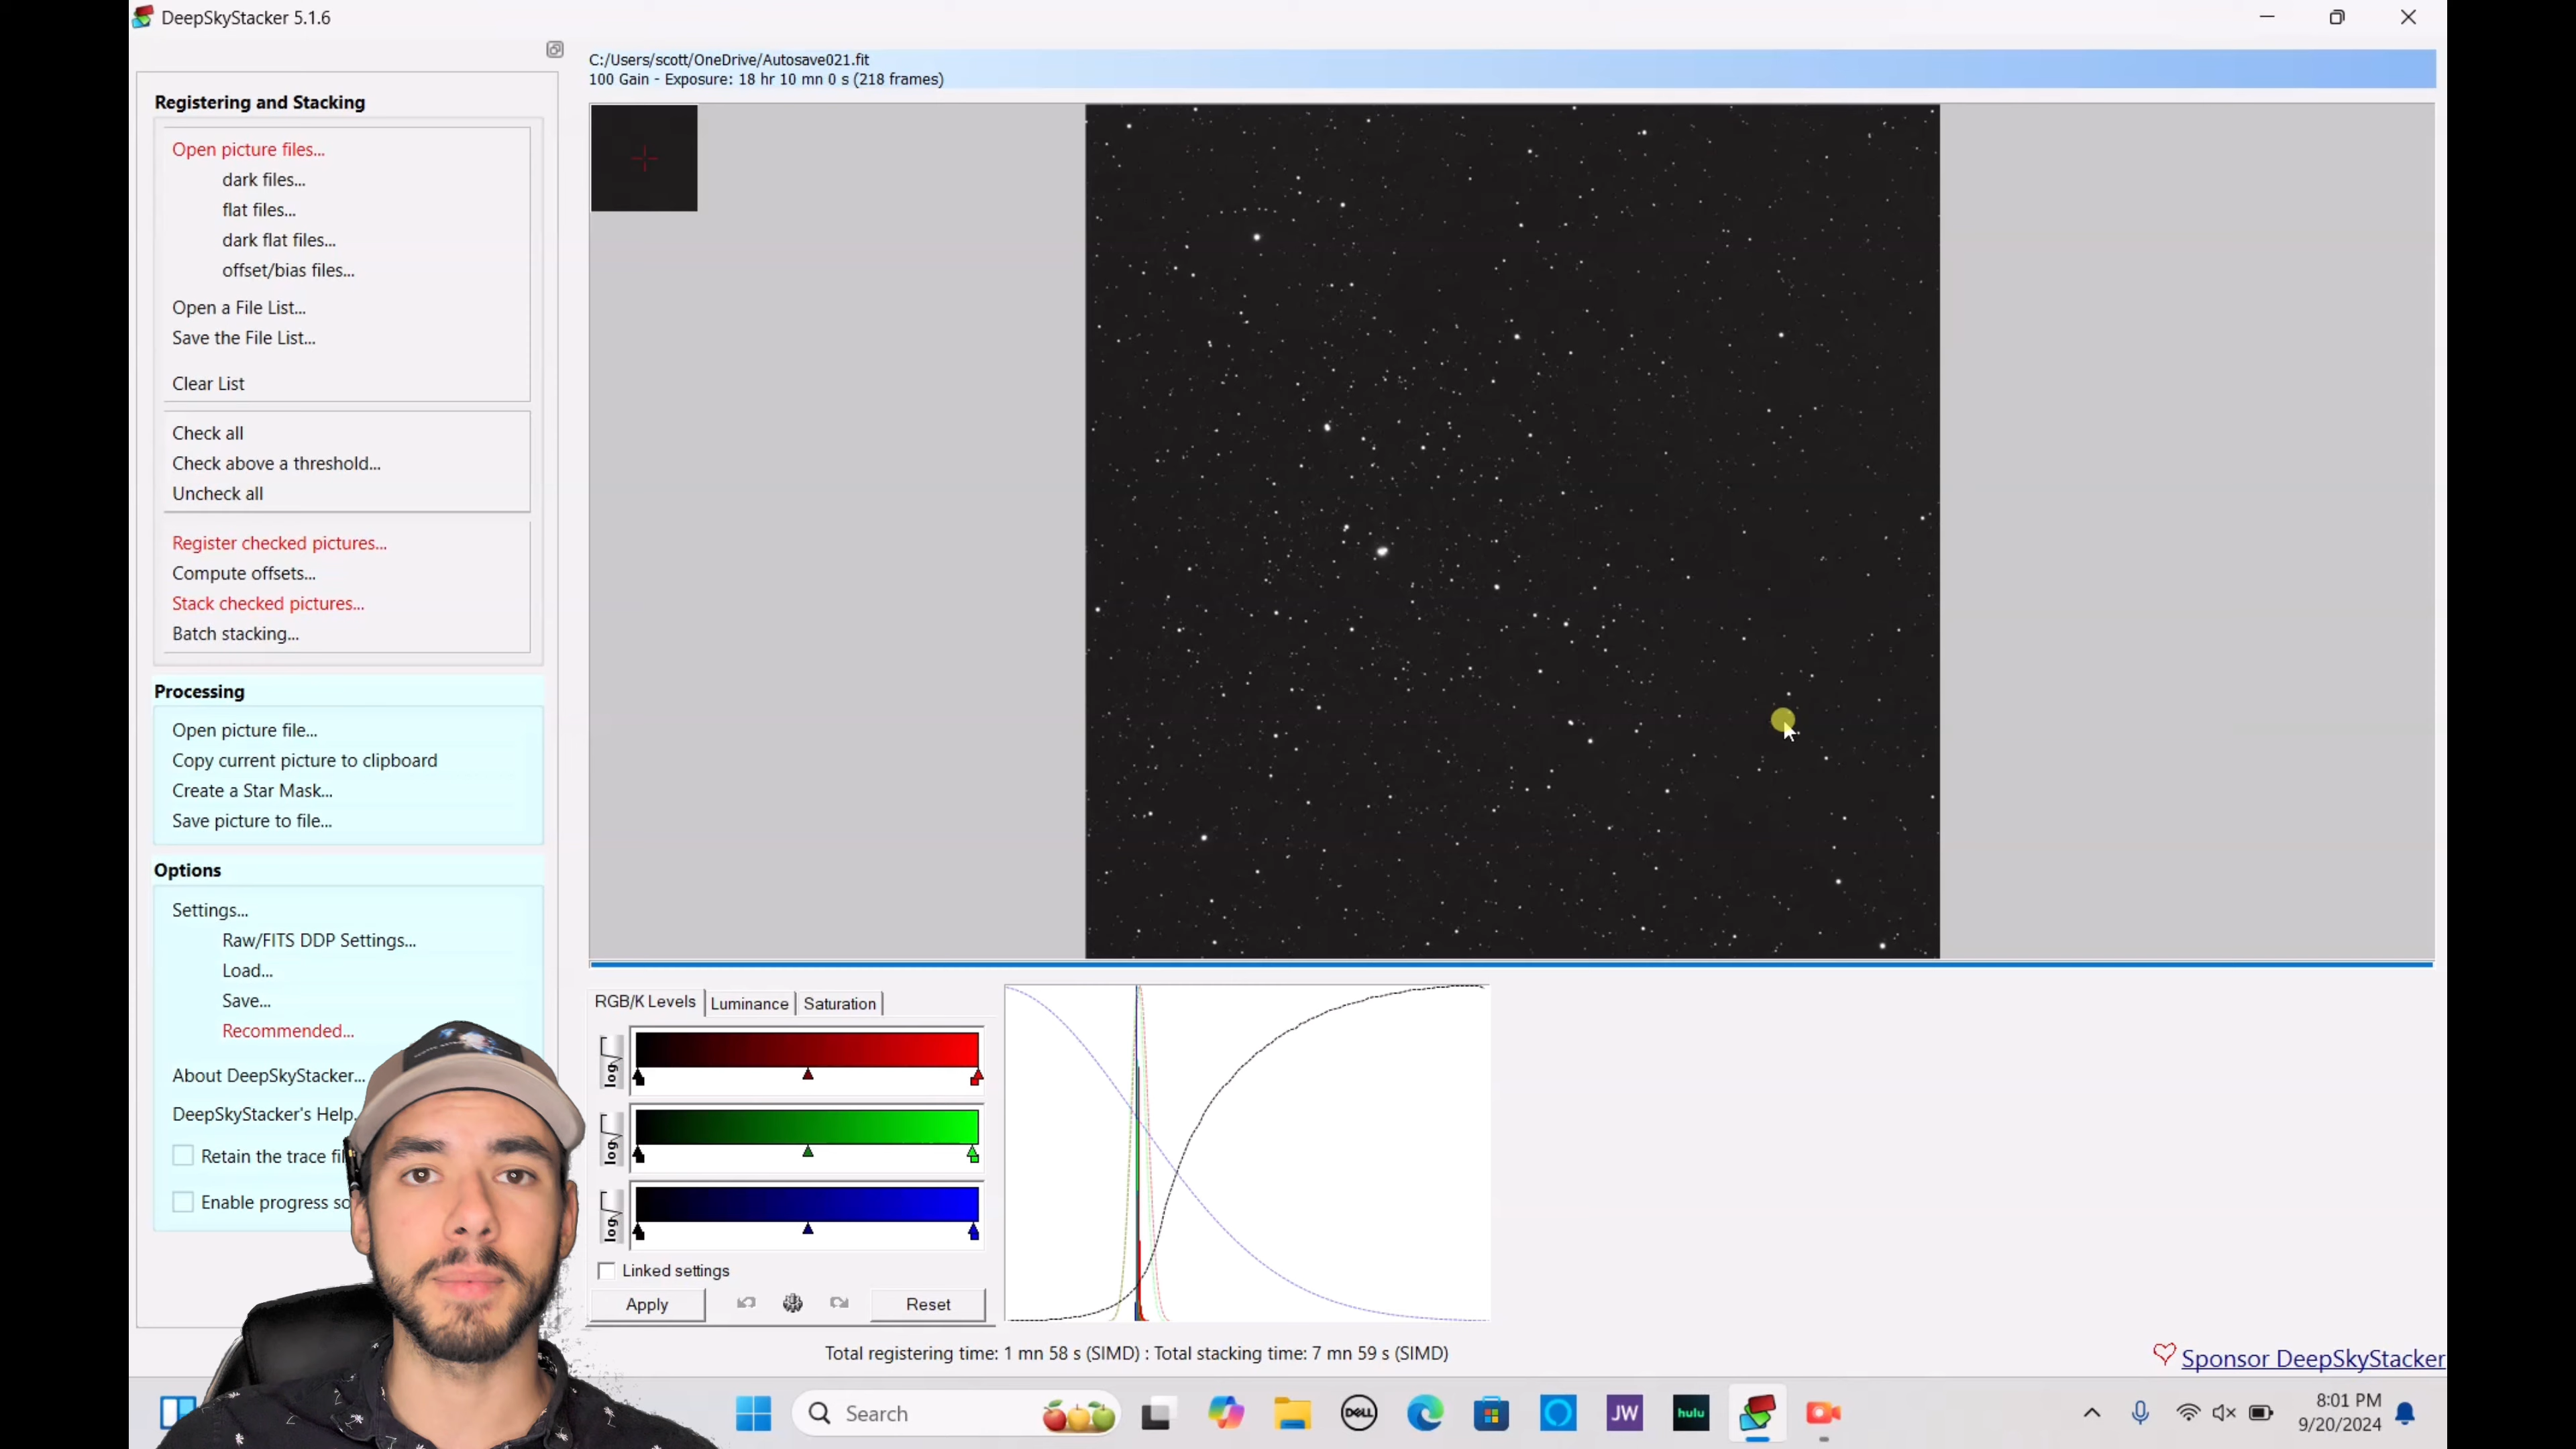 DeepSkyStacker 5.1.6
C:/Users/scott/OneDrive/Autosave021.fit
100 Gain - Exposure: 18 hr 10 mn 0 s (218 frames)
Registering and Stacking
Open picture files...
dark files...
flat files...
dark flat files...
offset/bias files...
Open a File List...
Save the File List...
Clear List
Check all
Check above a threshold...
Uncheck all
Register checked pictures...
Compute offsets...
Stack checked pictures...
Batch stacking...
Processing
Open picture file...
Copy current picture to clipboard
Create a Star Mask...
Save picture to file...
Options
Settings...
Raw/FITS DDP Settings...
Load...
Save...
Recommended...
About DeepSkyStacker...
DeepSkyStacker's Help
Retain the trace
Enable progress
RGB/K Levels Luminance Saturation
log√
log√
log√
Linked settings
Apply Reset
Total registering time: 1 mn 58 s (SIMD) : Total stacking time: 7 mn 59 s (SIMD)
Sponsor DeepSkyStacker
Search
DELL
JW
hulu
8:01 PM
9/20/2024